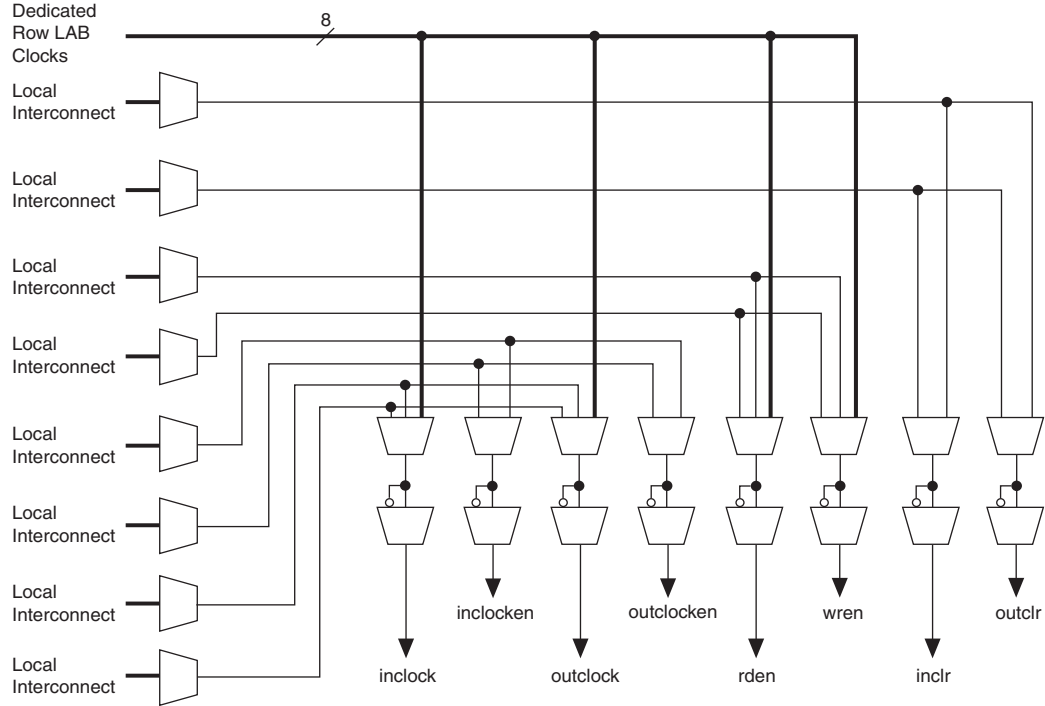 Dedicated
Row LAB
Clocks
8
Local
Interconnect
Local
Interconnect
Local
Interconnect
Local
Interconnect
Local
Interconnect
Local
Interconnect
Local
Interconnect
Local
Interconnect
inclocken
outclocken
wren
outclr
inclock
outclock
rden
inclr